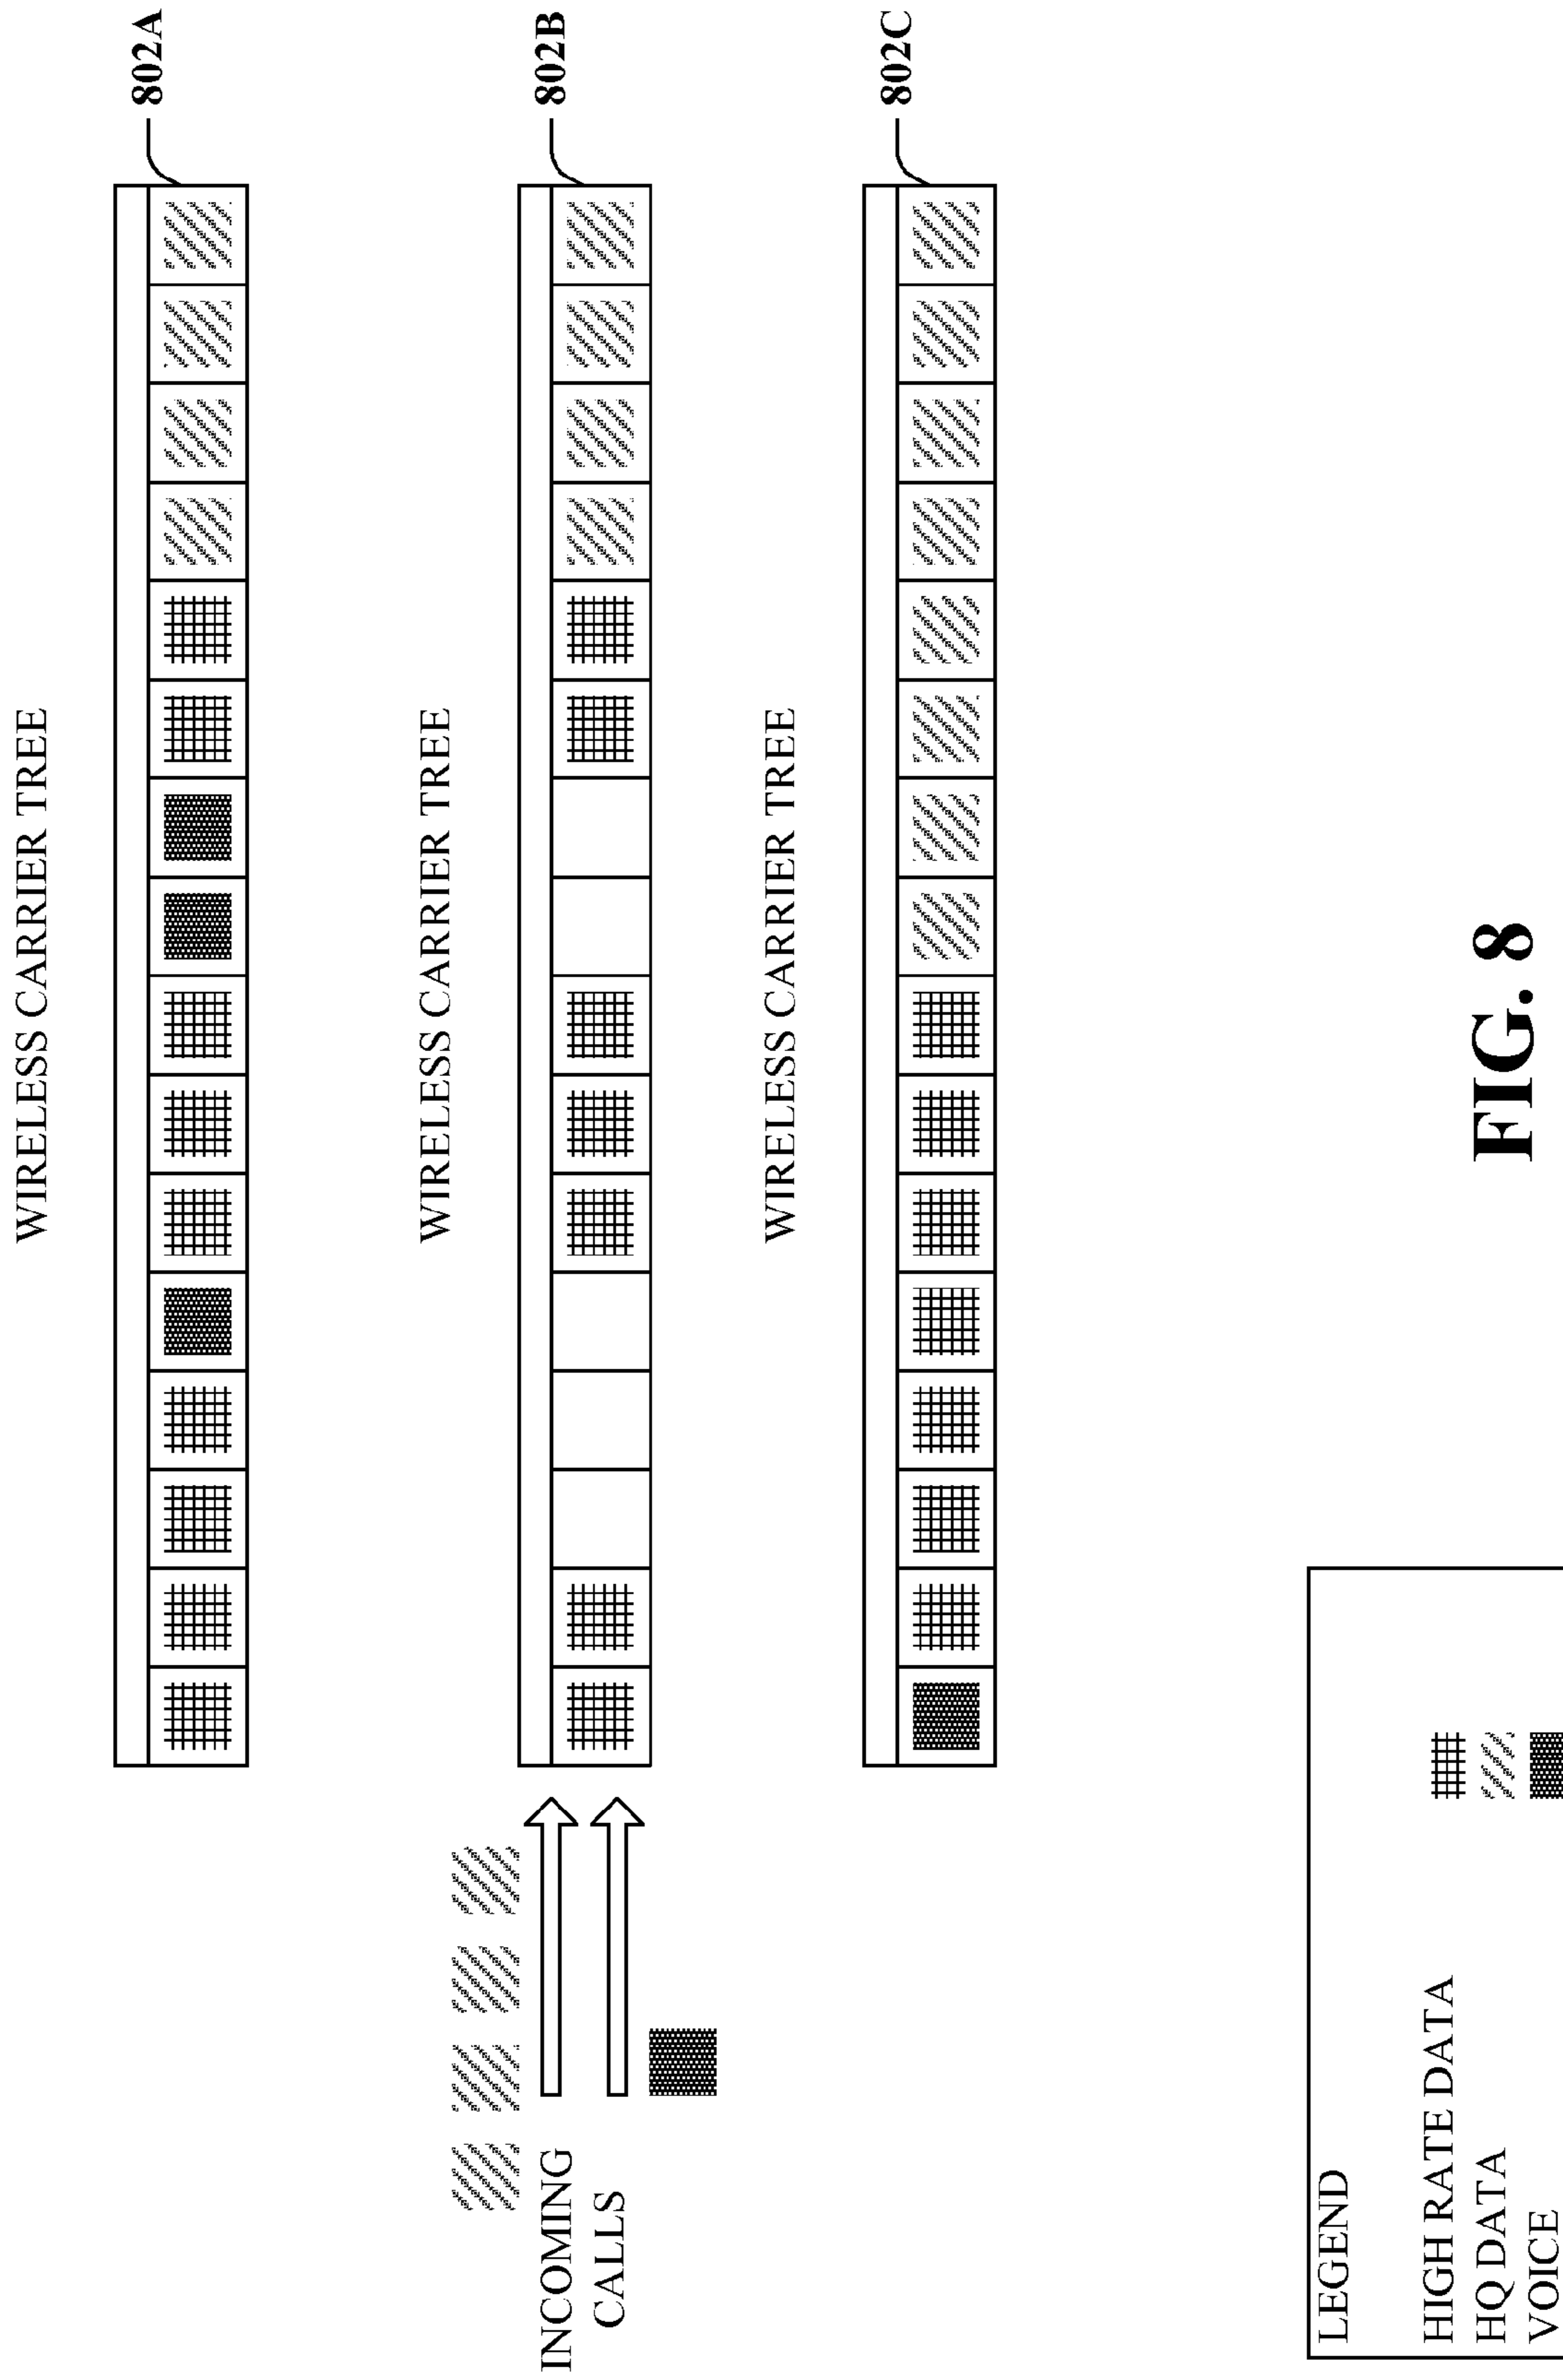 WIRELESS CARRIER TREE
802A
WIRELESS CARRIER TREE
802B
INCOMING
CALLS
WIRELESS CARRIER TREE
802C
LEGEND
HIGH RATE DATA
HQ DATA
VOICE
FIG. 8